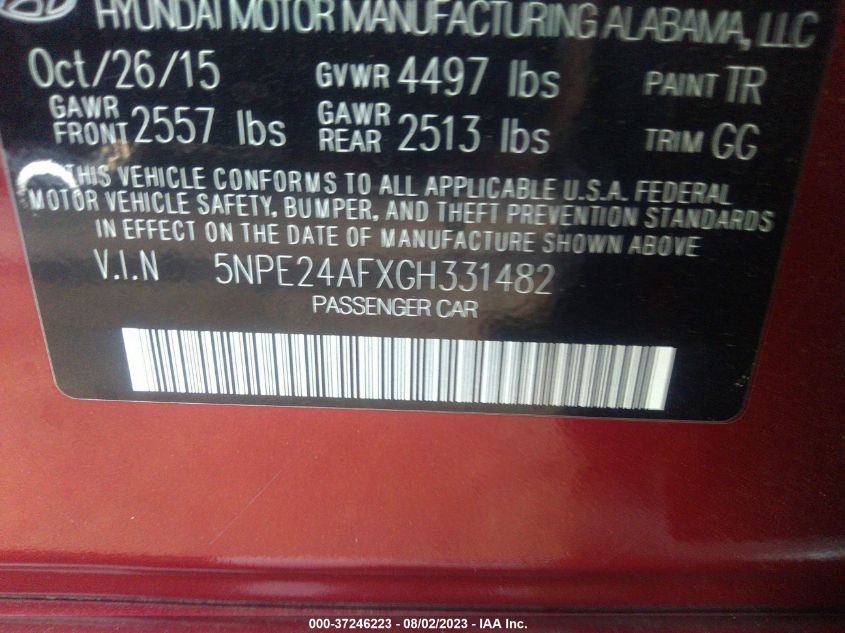 HYUNDAI MOTOR MANUFACTURING ALABAMA, LLC
Oct/26/15 GVWR 4497 lbs PAINT TR
GAWR FRONT 2557 lbs GAWR REAR 2513 lbs TRIM GG
THIS VEHICLE CONFORMS TO ALL APPLICABLE U.S.A. FEDERAL
MOTOR VEHICLE SAFETY, BUMPER, AND THEFT PREVENTION STANDARDS
IN EFFECT ON THE DATE OF MANUFACTURE SHOWN ABOVE
V.I.N 5NPE24AFXGH331482
PASSENGER CAR
000-37246223 - 08/02/2023 - IAA Inc.